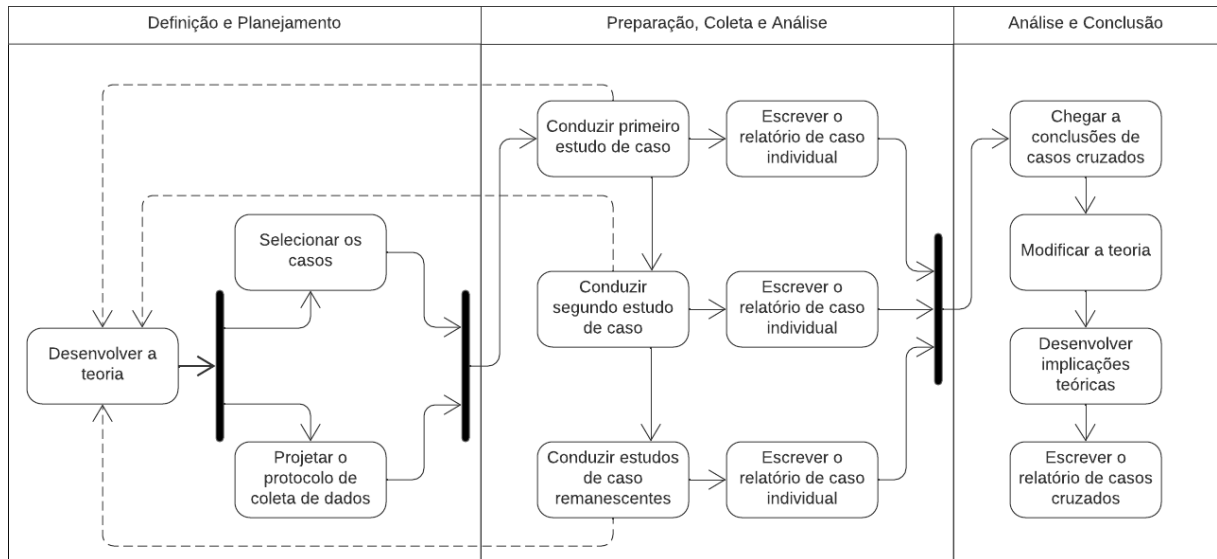 Definição e Planejamento
Preparação, Coleta e Análise
Análise e Conclusão
Desenvolver a
teoria
Selecionar os
casos
Projetar o
protocolo de
coleta de dados
Conduzir primeiro
estudo de caso
Escrever o
relatório de caso
individual
Conduzir
segundo estudo
de caso
Escrever o
relatório de caso
individual
Conduzir estudos
de caso
remanescentes
Escrever o
relatório de caso
individual
Chegar a
conclusões de
casos cruzados
Modificar a teoria
Desenvolver
implicações
teóricas
Escrever o
relatório de casos
cruzados